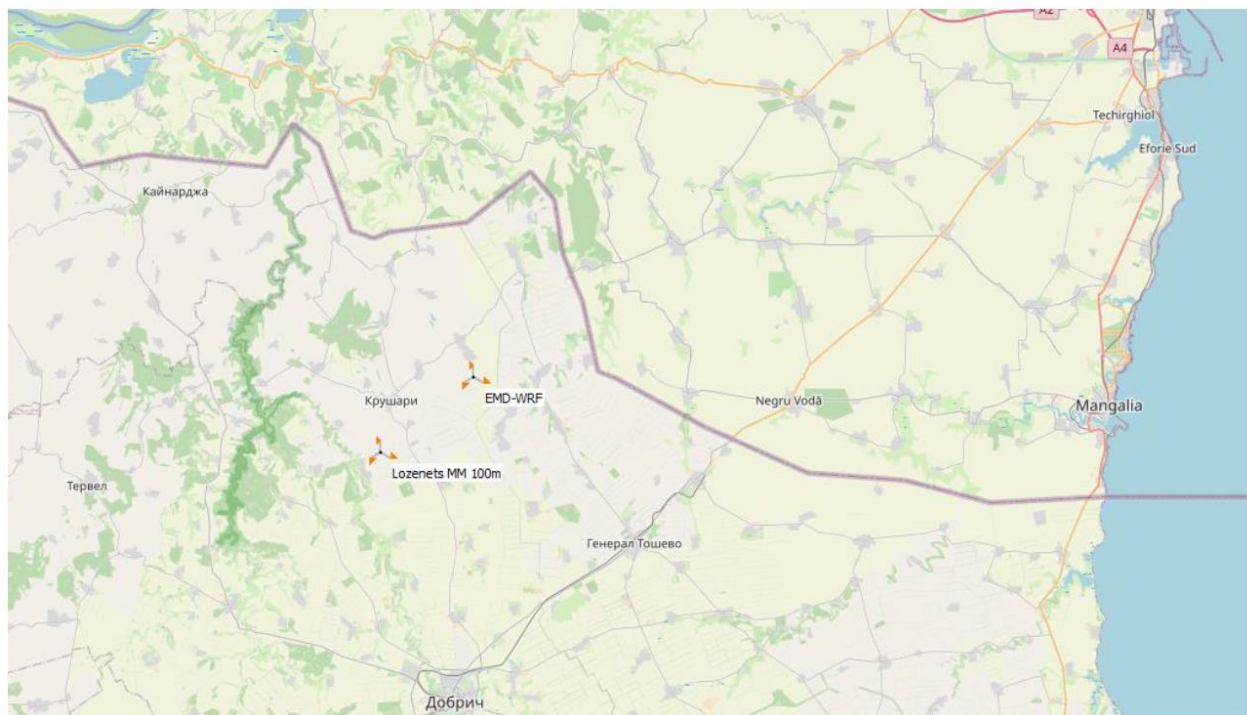 A2
A4
Techirghiol
Eforie Sud
Кайнарджа
EMD-WRF
Крушари
Negru Vodă
Mangalia
Lozenets MM 100m
Тервел
Генерал Тошево
Добрич